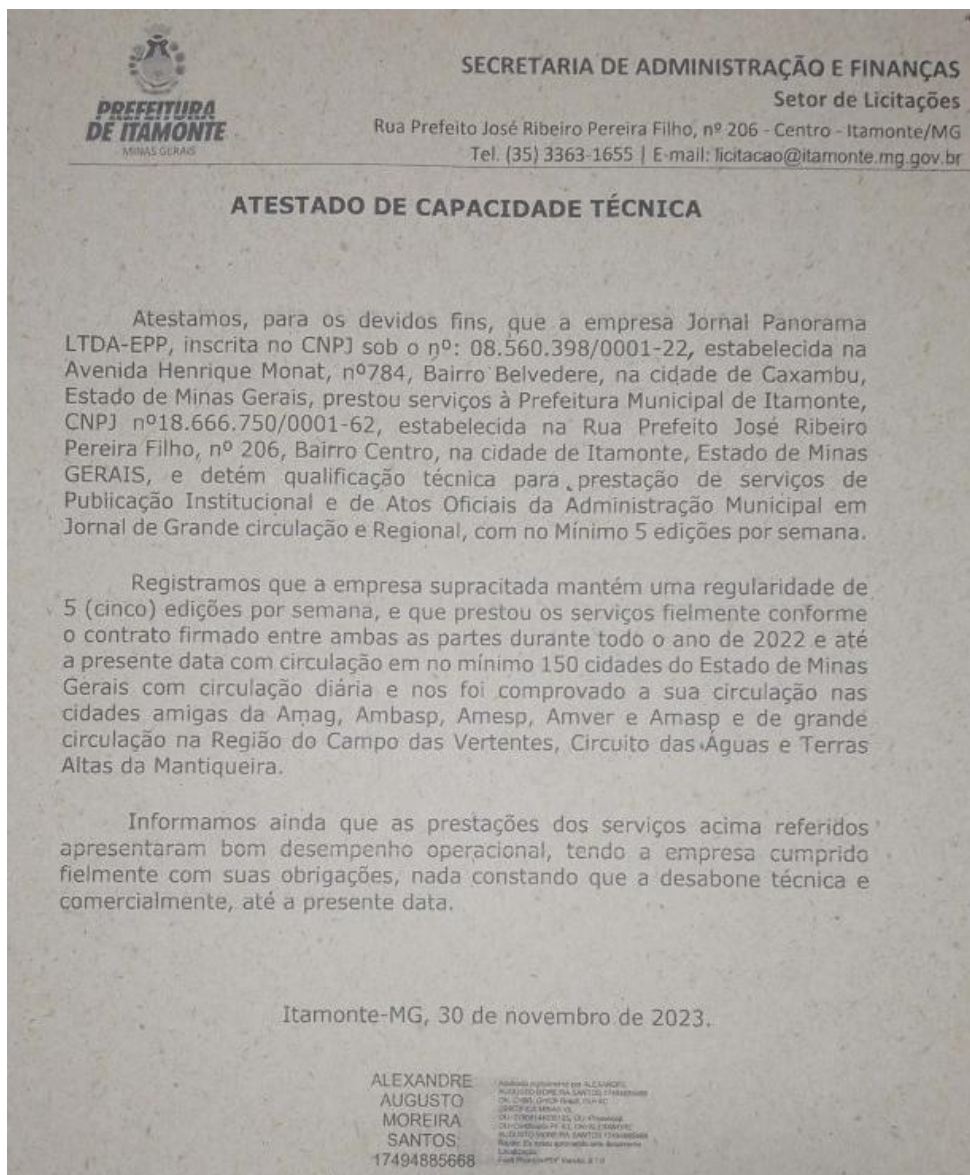 SECRETARIA DE ADMINISTRAÇÃO E FINANÇAS
Setor de Licitações
Rua Prefeito José Ribeiro Pereira Filho, nº 206 - Centro - Itamonte/MG
Tel. (35) 3363-1655 | E-mail: licitacao@itamonte.mg.gov.br
PREFEITURA
DE ITAMONTE
MINAS GERAIS
ATESTADO DE CAPACIDADE TÉCNICA
Atestamos, para os devidos fins, que a empresa Jornal Panorama
LTDA-EPP, inscrita no CNPJ sob o nº: 08.560.398/0001-22, estabelecida na
Avenida Henrique Monat, nº784, Bairro Belvedere, na cidade de Caxambu,
Estado de Minas Gerais, prestou serviços à Prefeitura Municipal de Itamonte,
CNPJ nº18.666.750/0001-62, estabelecida na Rua Prefeito José Ribeiro
Pereira Filho, nº 206, Bairro Centro, na cidade de Itamonte, Estado de Minas
GERAIS, e detém qualificação técnica para prestação de serviços de
Publicação Institucional e de Atos Oficiais da Administração Municipal em
Jornal de Grande circulação e Regional, com no Mínimo 5 edições por semana.
Registramos que a empresa supracitada mantém uma regularidade de
5 (cinco) edições por semana, e que prestou os serviços fielmente conforme
o contrato firmado entre ambas as partes durante todo o ano de 2022 e até
a presente data com circulação em no mínimo 150 cidades do Estado de Minas
Gerais com circulação diária e nos foi comprovado a sua circulação nas
cidades amigas da Amag, Ambasp, Amesp, Amver e Amasp e de grande
circulação na Região do Campo das Vertentes, Circuito das Águas e Terras
Altas da Mantiqueira.
Informamos ainda que as prestações dos serviços acima referidos
apresentaram bom desempenho operacional, tendo a empresa cumprido
fielmente com suas obrigações, nada constando que a desabone técnica e
comercialmente, até a presente data.
Itamonte-MG, 30 de novembro de 2023.
ALEXANDRE
AUGUSTO
MOREIRA
SANTOS:
17494885668